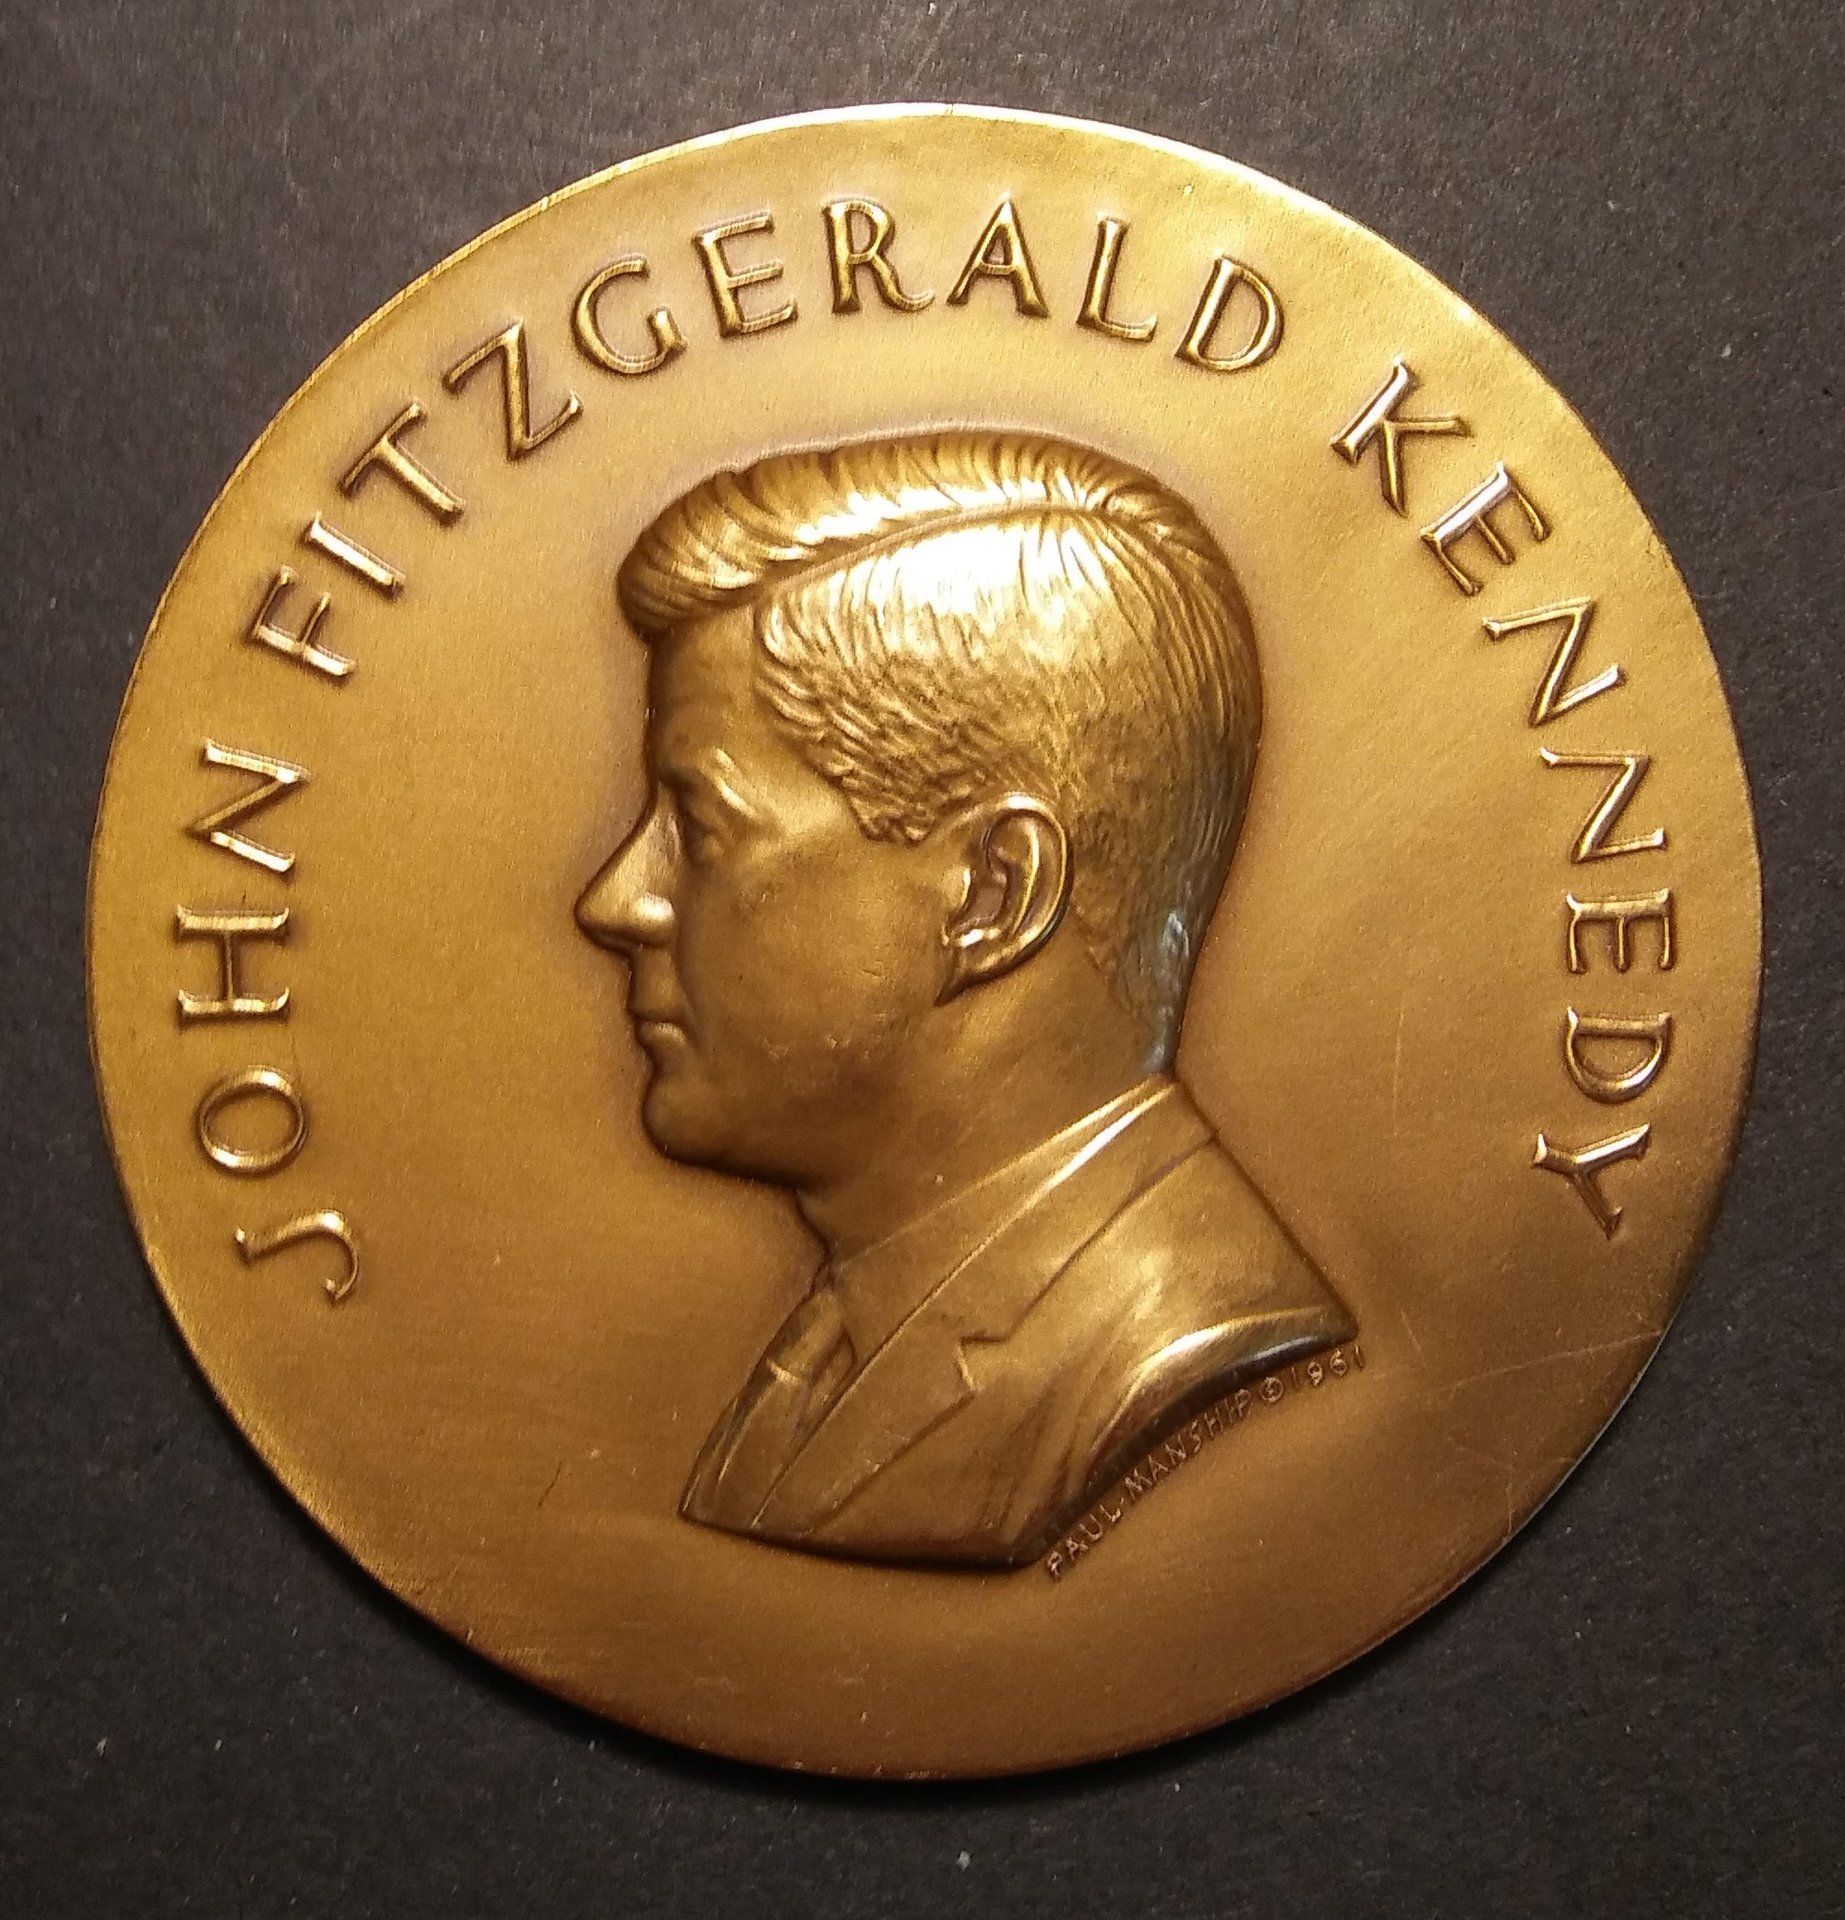 JOHN FITZGERALD KENNEDY
PAUL·MANSHIP © 1961